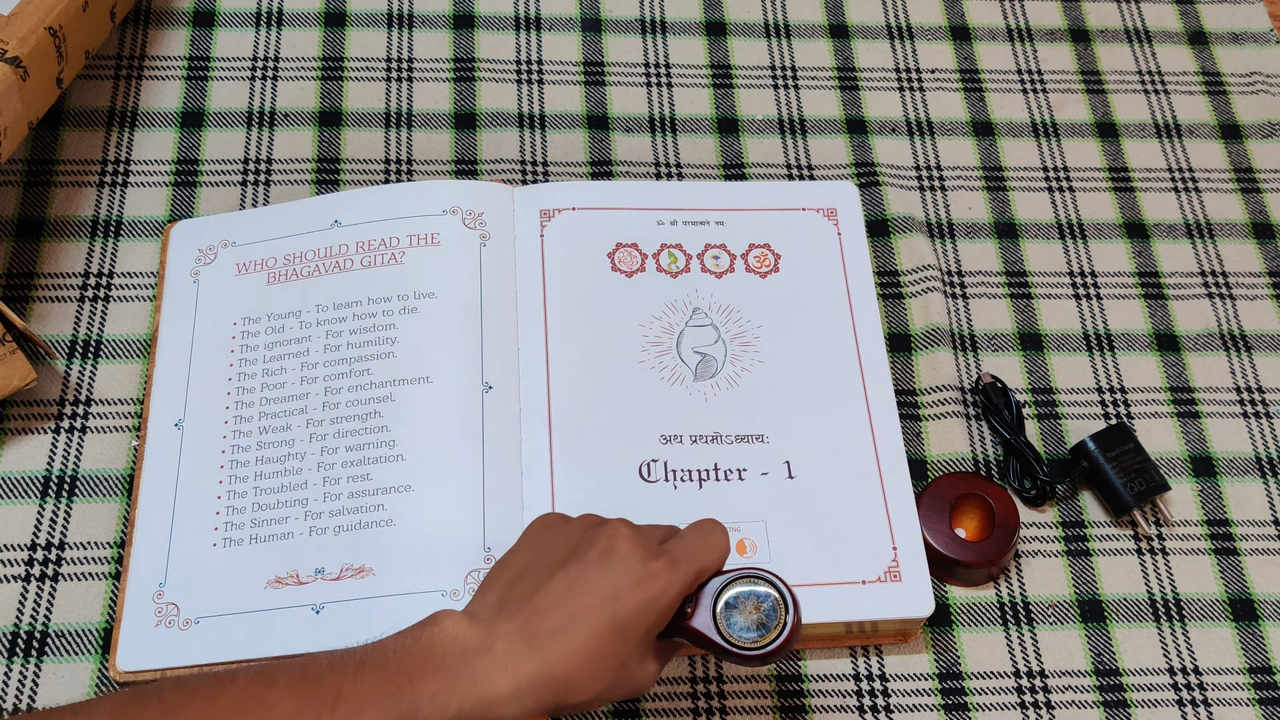 WHO SHOULD READ THE
BHAGAVAD GITA?
• The Young - To learn how to live.
• The Old - To know how to die.
• The ignorant - For wisdom.
• The Learned - For humility.
• The Rich - For compassion.
• The Poor - For comfort.
• The Dreamer - For enchantment.
• The Practical - For counsel.
• The Weak - For strength.
• The Strong - For direction.
• The Haughty - For warning.
• The Humble - For exaltation.
• The Troubled - For rest.
• The Doubting - For assurance.
• The Sinner - For salvation.
• The Human - For guidance.
ॐ श्री परमात्मने नमः
ॐ
अथ प्रथमोऽध्यायः
Chapter - 1